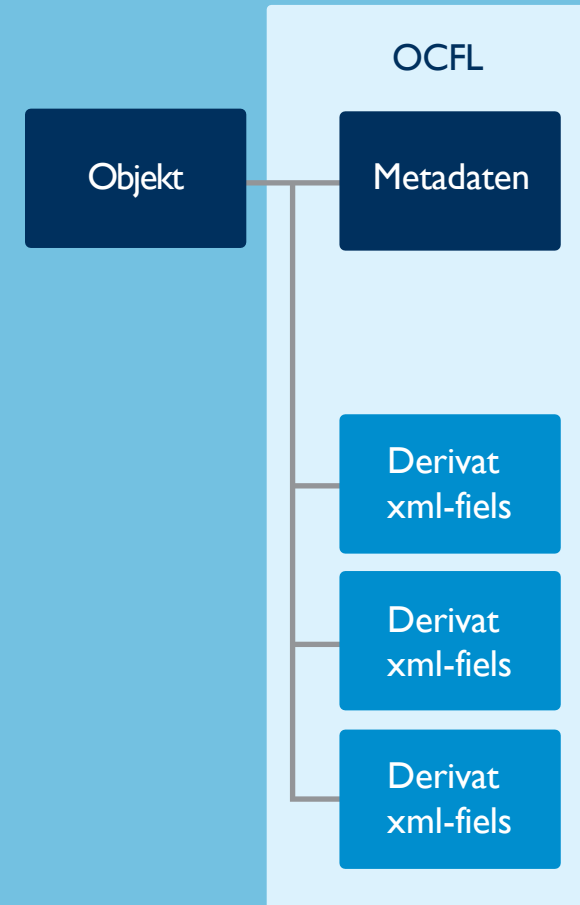 OCFL
Objekt
Metadaten
Derivat
xml-fiels
Derivat
xml-fiels
Derivat
xml-fiels